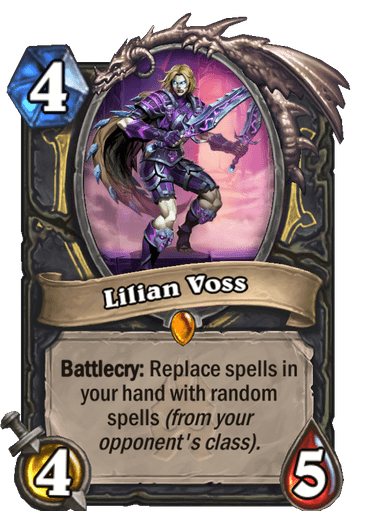 4
Lilian Voss
Battlecry: Replace spells in
your hand with random
spells (from your
opponent's class).
4
5